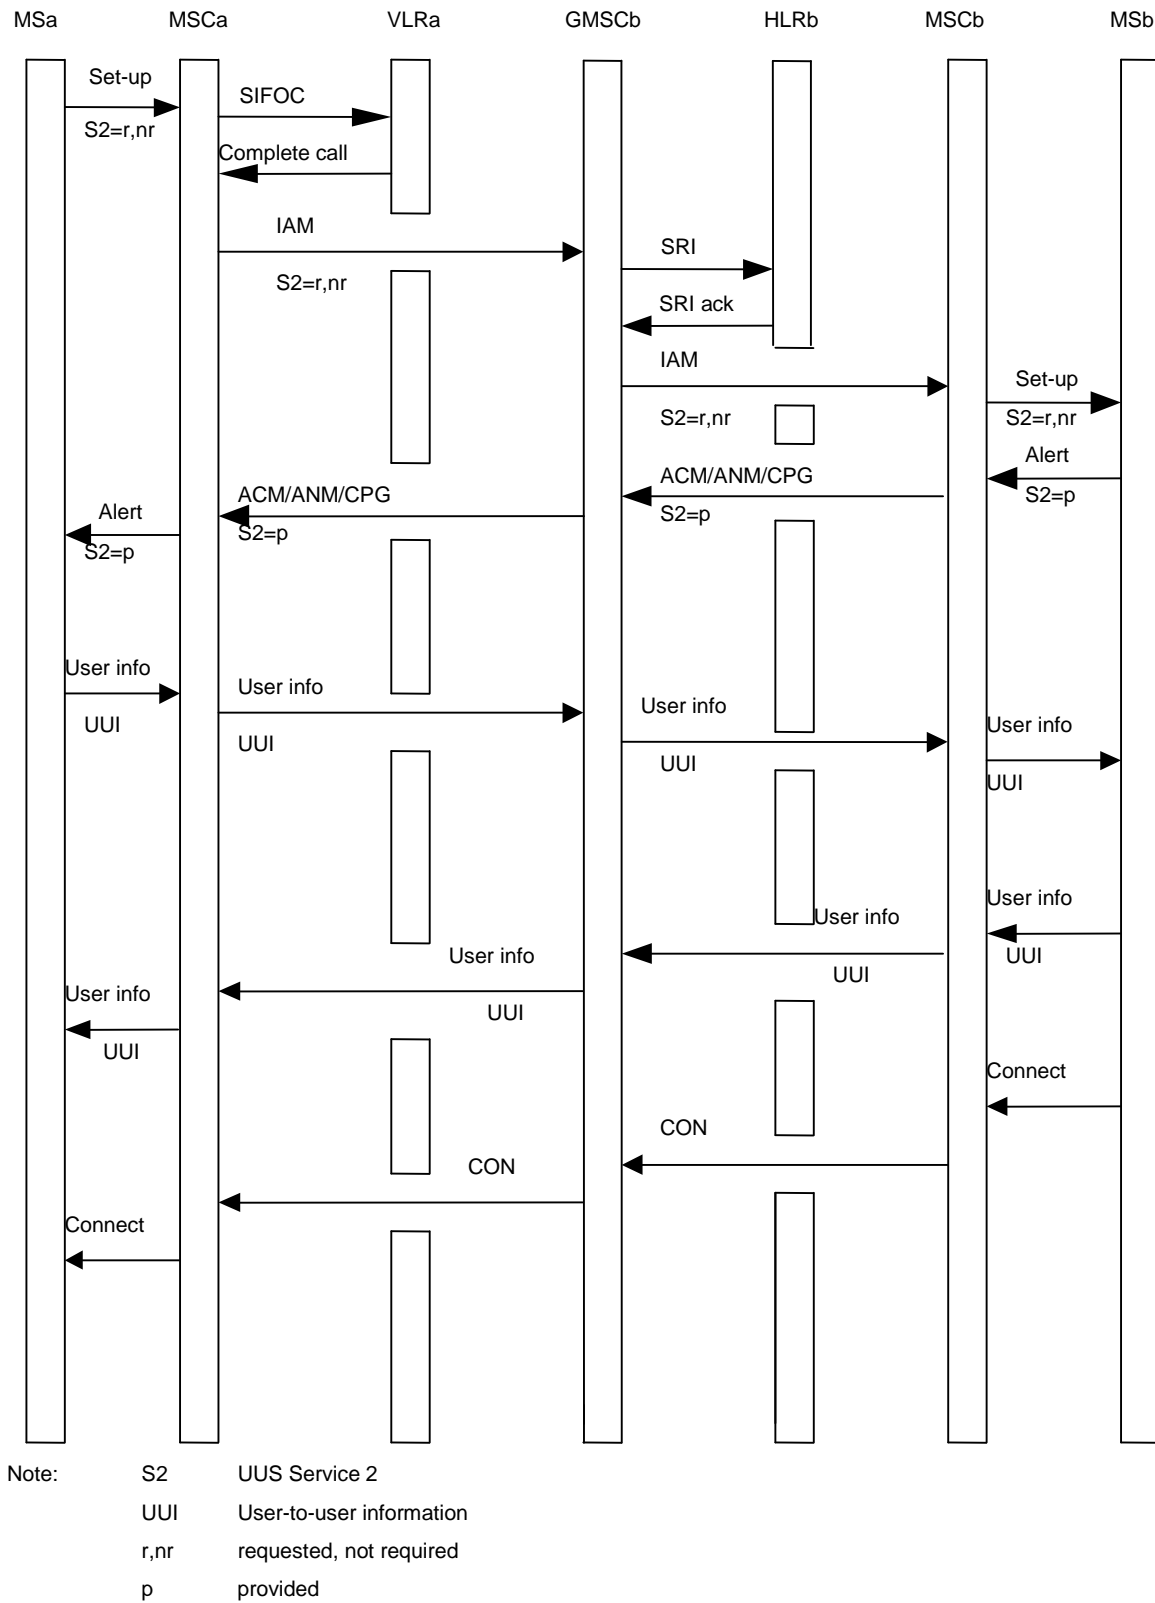 MSa MSCa VLRa GMSCb HLRb MSCb MSb
Set-up
SIFOC
S2=r,nr
Complete call
IAM
SRI
S2=r,nr
SRI ack
IAM
Set-up
S2=r,nr
S2=r,nr
Alert
ACM/ANM/CPG
ACM/ANM/CPG
S2=p
Alert
S2=p
S2=p
S2=p
User info
User info
User info
UUI
UUI
User info
UUI
UUI
User info
User info
User info
UUI
UUI
User info
UUI
UUI
Connect
CON
CON
Connect
Note: S2 UUS Service 2
UUI User-to-user information
r,nr requested, not required
p provided